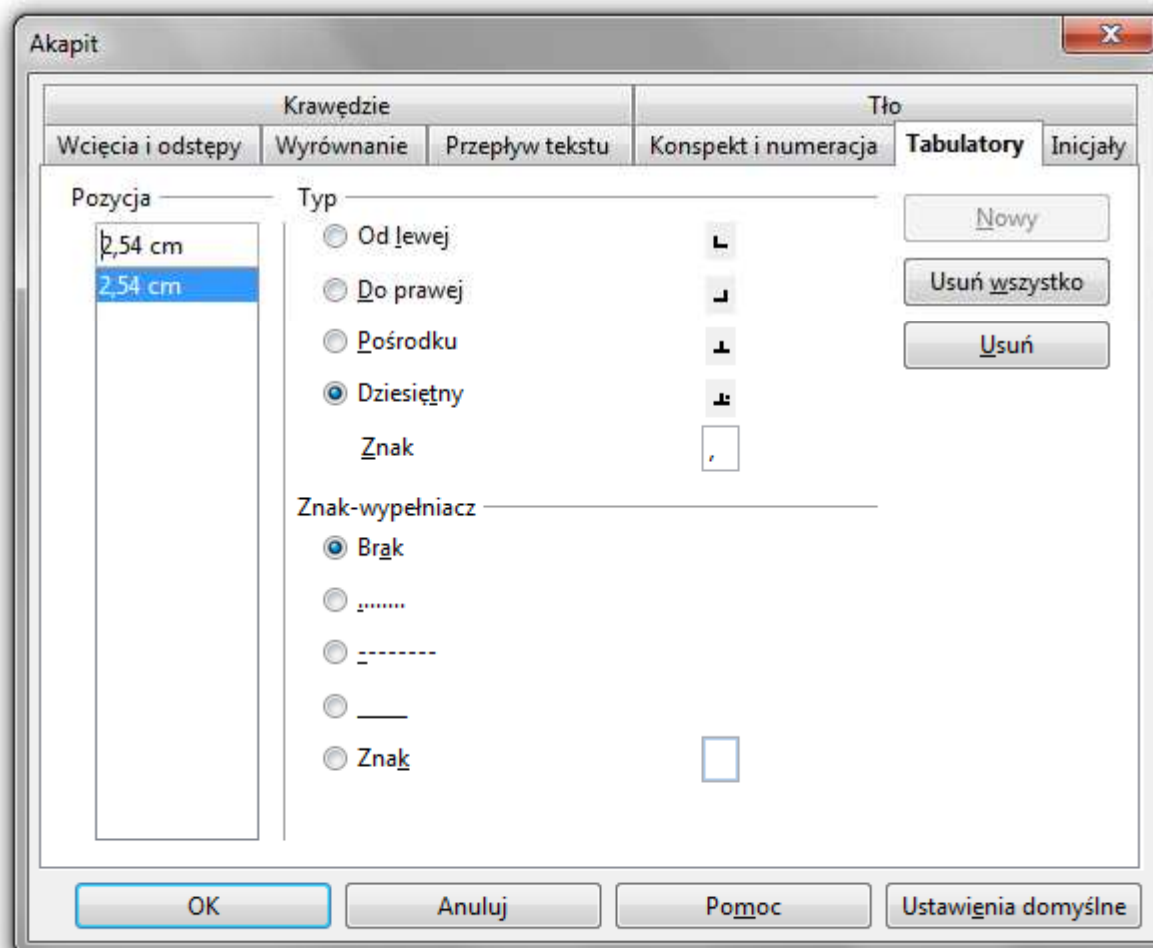 Akapit
Krawędzie Tło
Wcięcia i odstępy Wyrównanie Przepływ tekstu Konspekt i numeracja Tabulatory Inicjały
Pozycja Typ
2,54 cm Od lewej Nowy
2,54 cm Do prawej Usuń wszystko
Pośrodku Usuń
Dziesiętny
Znak ,
Znak-wypełniacz
Brak
........
--------
____
Znak
OK Anuluj Pomoc Ustawienia domyślne